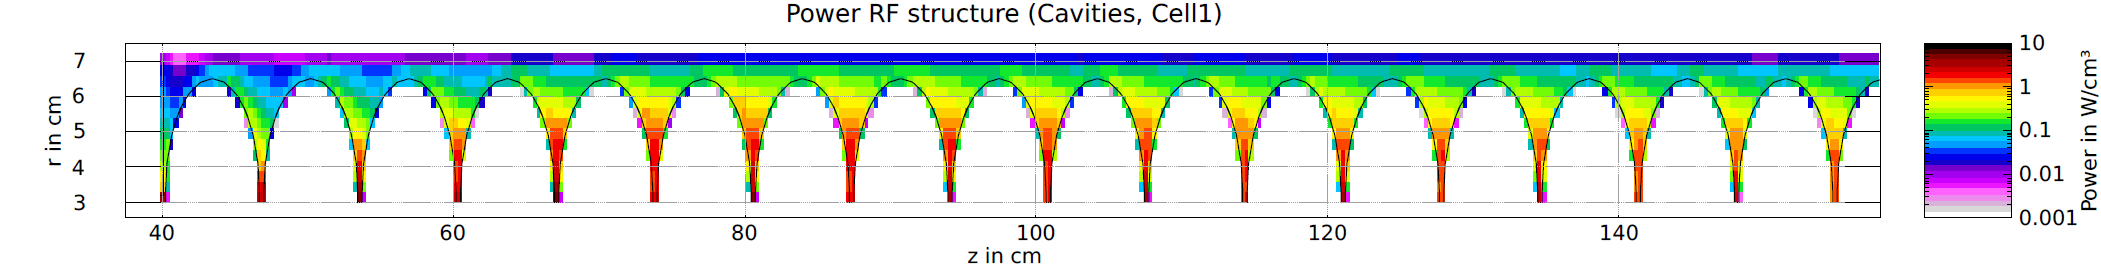 Power RF structure (Cavities, Cell1)
r in cm
7
6
5
4
3
40 60 80 100 120 140
z in cm
10
1
0.1
0.01
0.001
Power in W/cm³